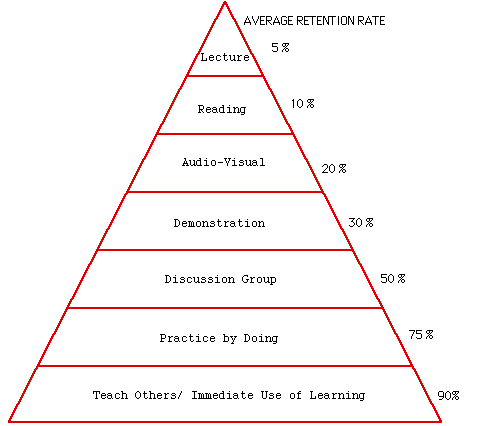 AVERAGE RETENTION RATE
Lecture 5 %
Reading 10 %
Audio-Visual 20 %
Demonstration 30 %
Discussion Group 50 %
Practice by Doing 75 %
Teach Others/ Immediate Use of Learning 90%